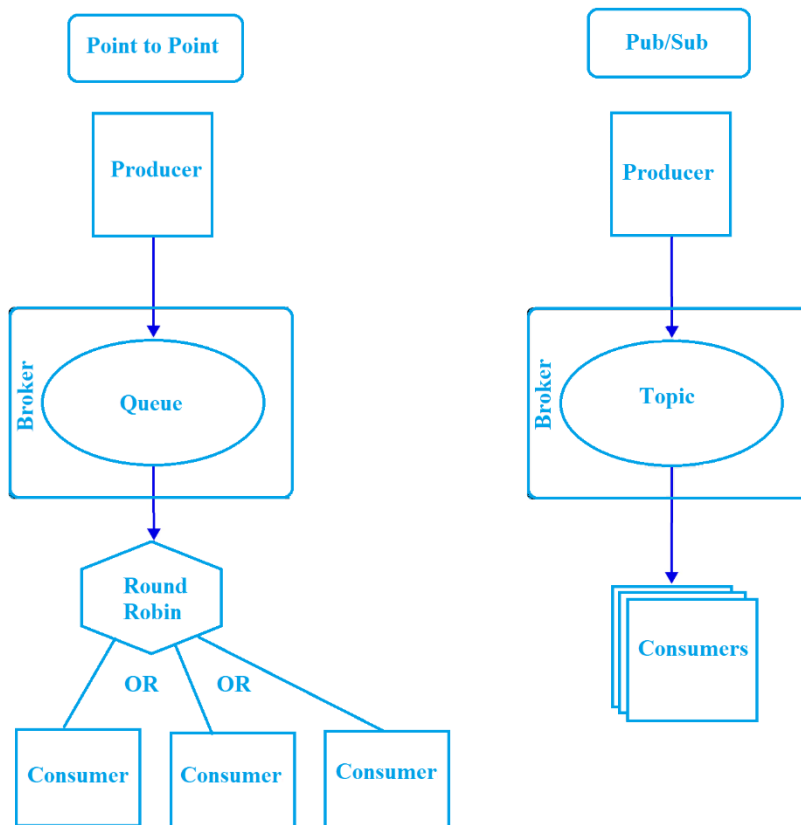 Point to Point
Producer
Broker
Queue
Round
Robin
OR
OR
Consumer
Consumer
Consumer
Pub/Sub
Producer
Broker
Topic
Consumers